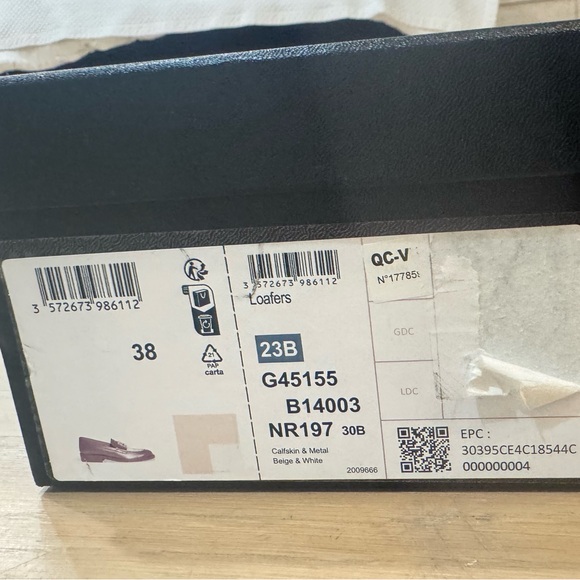 3 572673 986112
38
21
PAP
carta
3 572673 986112
Loafers
23B
G45155
B14003
NR197 30B
Calfskin & Metal
Beige & White
2009666
QC-V
GDC
LDC
EPC :
30395CE4C18544C
000000004